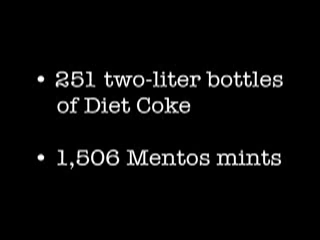 • 251 two-liter bottles
of Diet Coke
• 1,506 Mentos mints